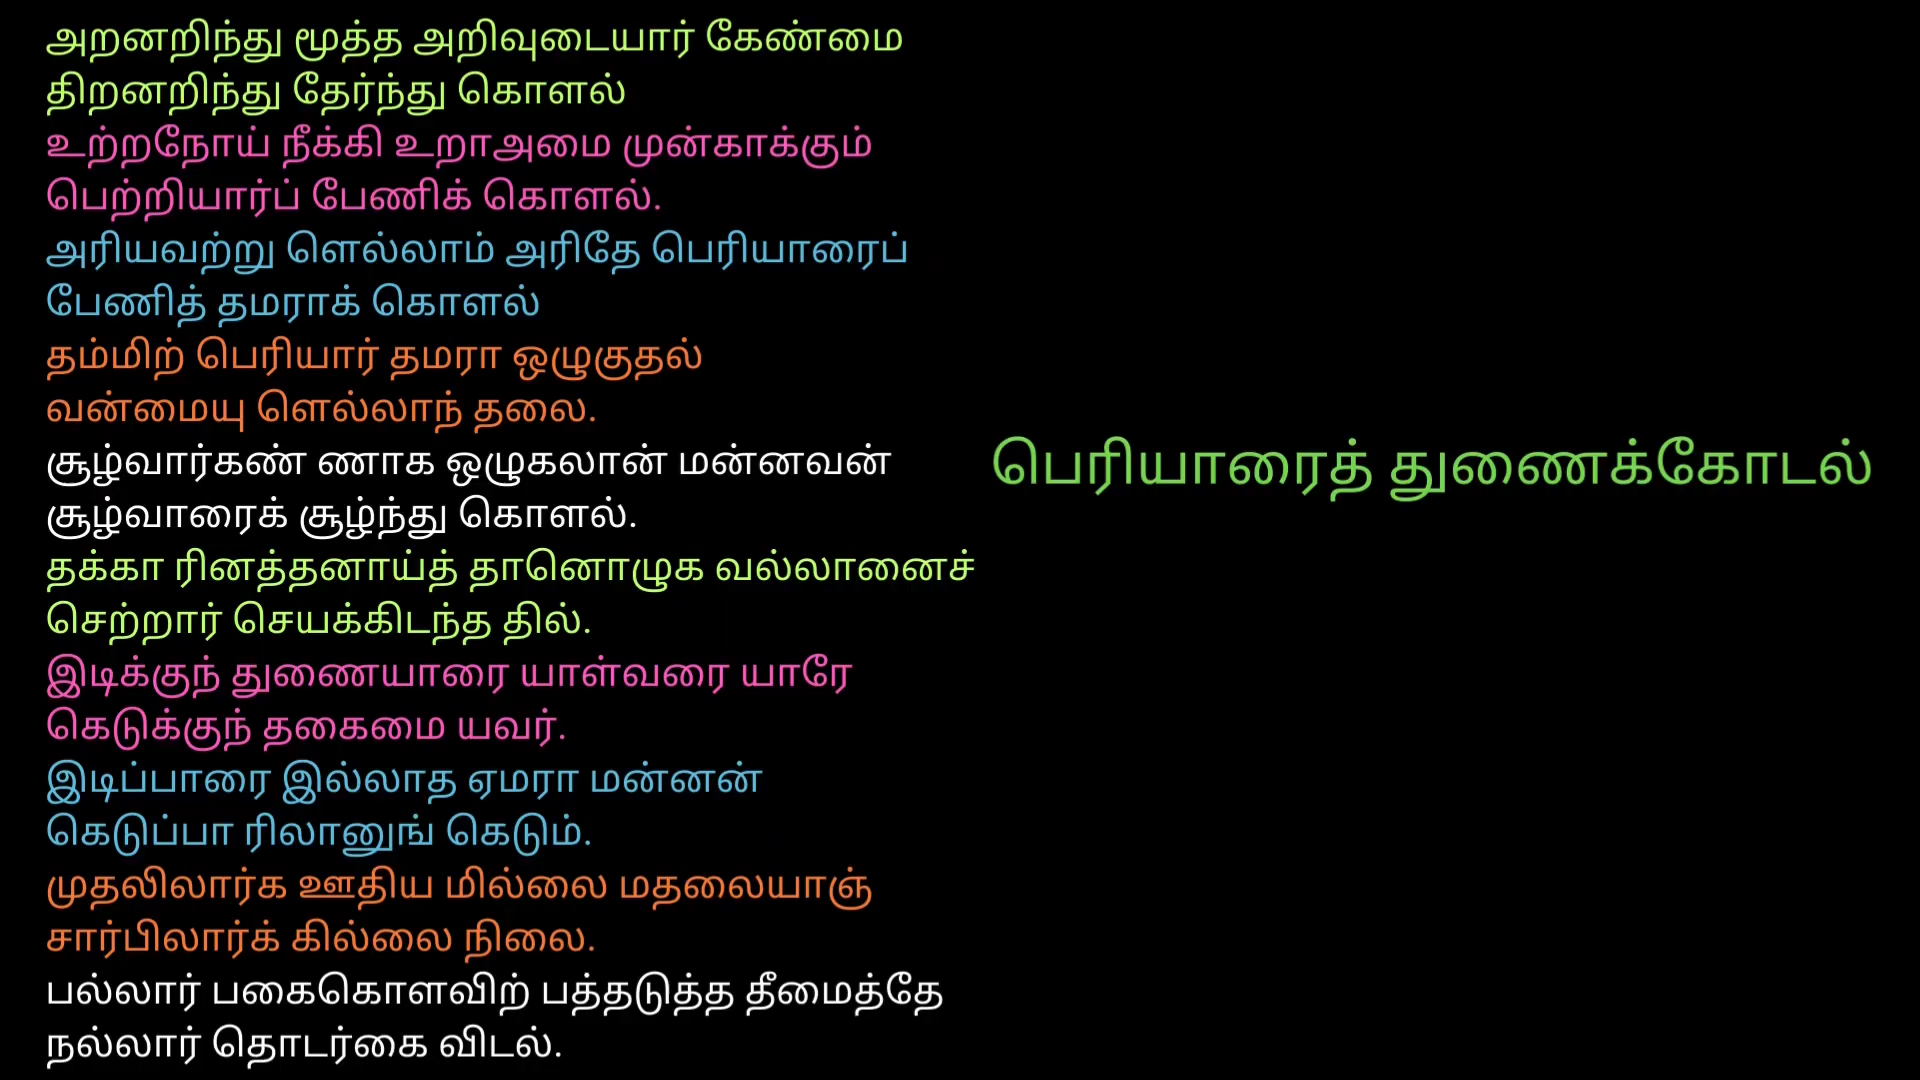 அறனறிந்து மூத்த அறிவுடையார் கேண்மை
திறனறிந்து தேர்ந்து கொளல்
உற்றநோய் நீக்கி உறாஅமை முன்காக்கும்
பெற்றியார்ப் பேணிக் கொளல்.
அரியவற்று ளெல்லாம் அரிதே பெரியாரைப்
பேணித் தமராக் கொளல்
தம்மிற் பெரியார் தமரா ஒழுகுதல்
வன்மையு ளெல்லாந் தலை.
சூழ்வார்கண் ணாக ஒழுகலான் மன்னவன்
சூழ்வாரைக் சூழ்ந்து கொளல்.
தக்கா ரினத்தனாய்த் தானொழுக வல்லானைச்
செற்றார் செயக்கிடந்த தில்.
இடிக்குந் துணையாரை யாள்வரை யாரே
கெடுக்குந் தகைமை யவர்.
இடிப்பாரை இல்லாத ஏமரா மன்னன்
கெடுப்பா ரிலானுங் கெடும்.
முதலிலார்க ஊதிய மில்லை மதலையாஞ்
சார்பிலார்க் கில்லை நிலை.
பல்லார் பகைகொளவிற் பத்தடுத்த தீமைத்தே
நல்லார் தொடர்கை விடல்.
பெரியாரைத் துணைக்கோடல்